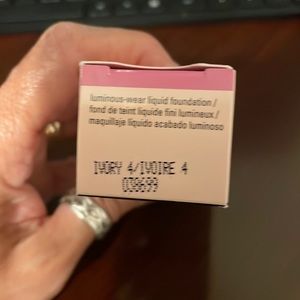 luminous-wear liquid foundation /
fond de teint liquide fini lumineux /
maquillaje líquido acabado luminoso
IVORY 4/IVOIRE 4
038699